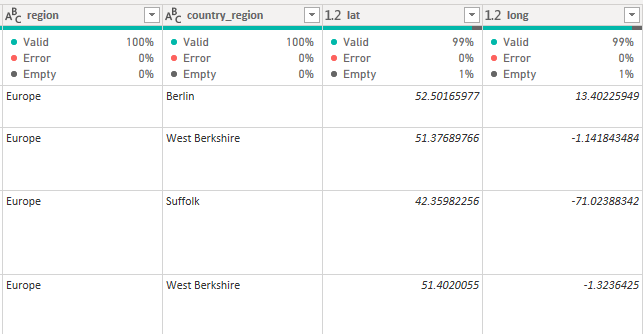 ABC region ABC country_region 1.2 lat 1.2 long
Valid 100% Valid 100% Valid 99% Valid 99%
Error 0% Error 0% Error 0% Error 0%
Empty 0% Empty 0% Empty 1% Empty 1%
Europe Berlin 52.50165977 13.40225949
Europe West Berkshire 51.37689766 -1.141843484
Europe Suffolk 42.35982256 -71.02388342
Europe West Berkshire 51.4020055 -1.3236425